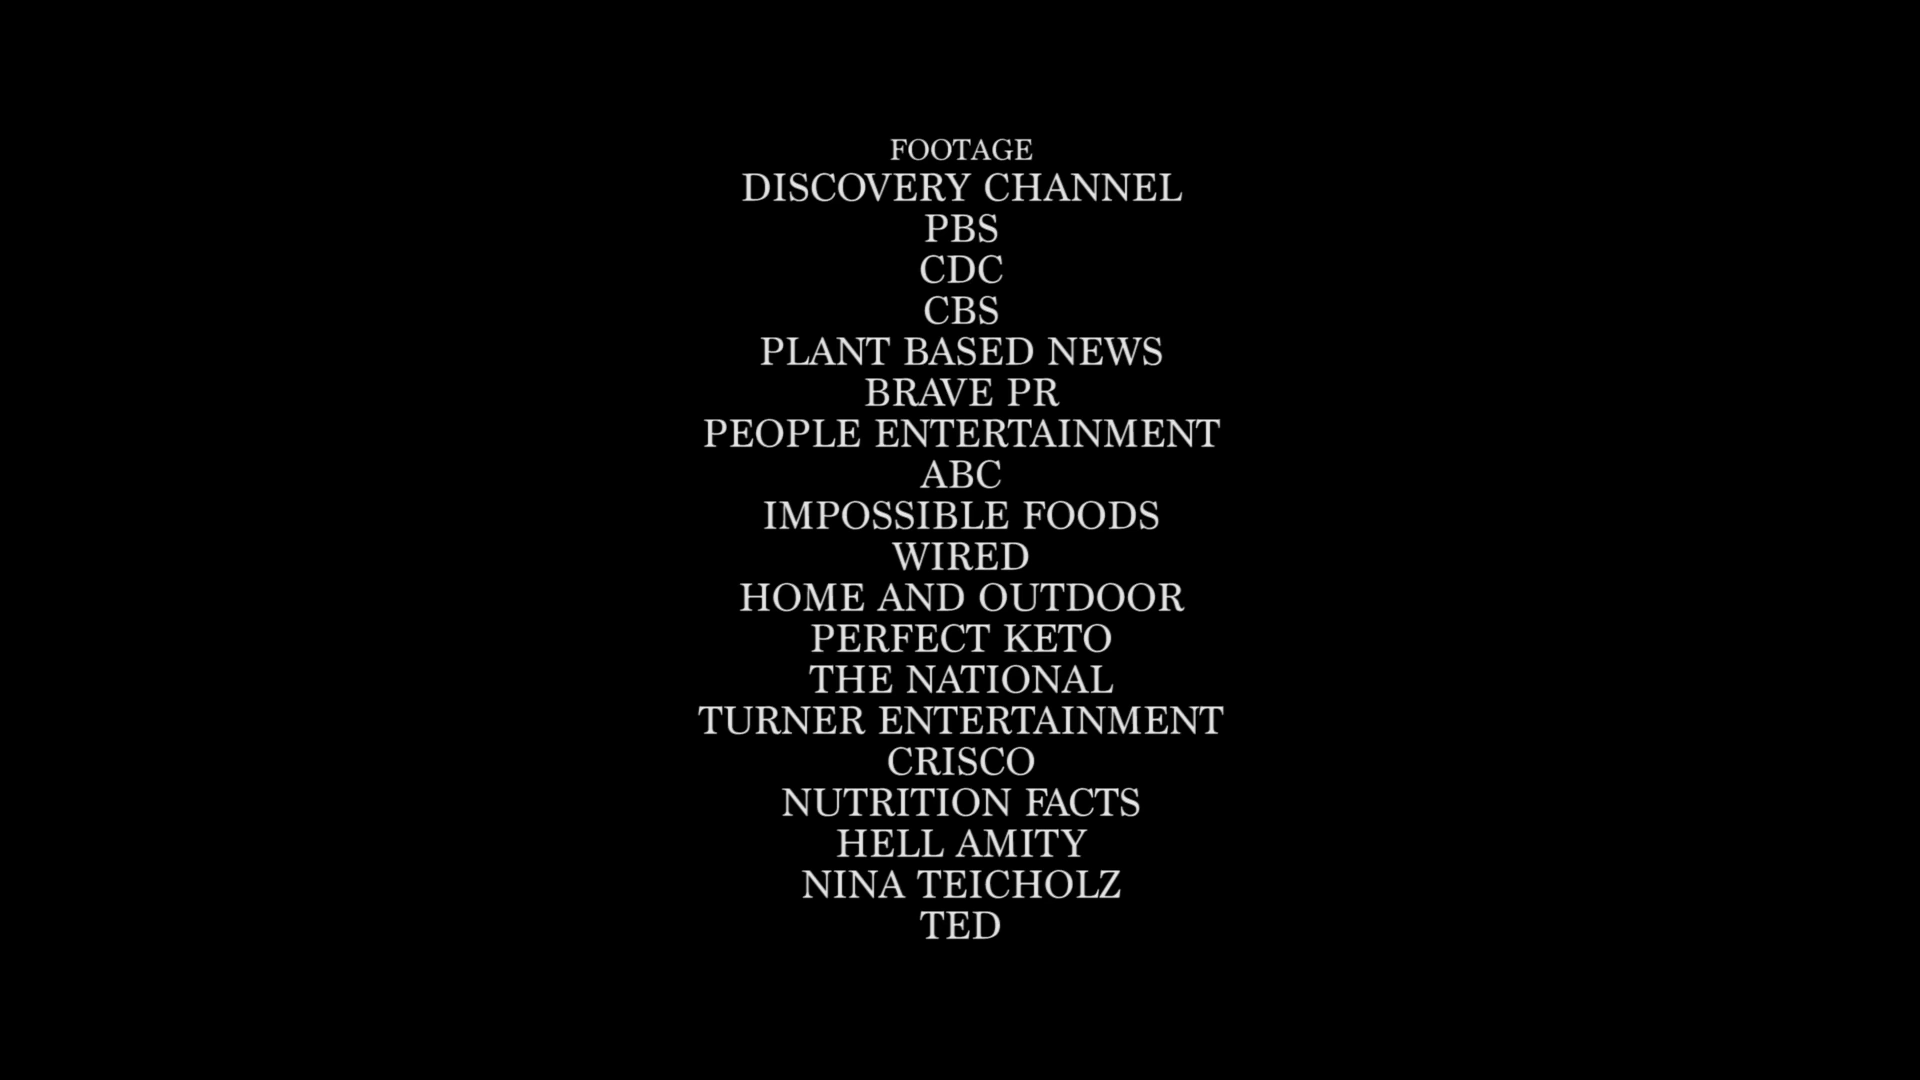 FOOTAGE
DISCOVERY CHANNEL
PBS
CDC
CBS
PLANT BASED NEWS
BRAVE PR
PEOPLE ENTERTAINMENT
ABC
IMPOSSIBLE FOODS
WIRED
HOME AND OUTDOOR
PERFECT KETO
THE NATIONAL
TURNER ENTERTAINMENT
CRISCO
NUTRITION FACTS
HELL AMITY
NINA TEICHOLZ
TED